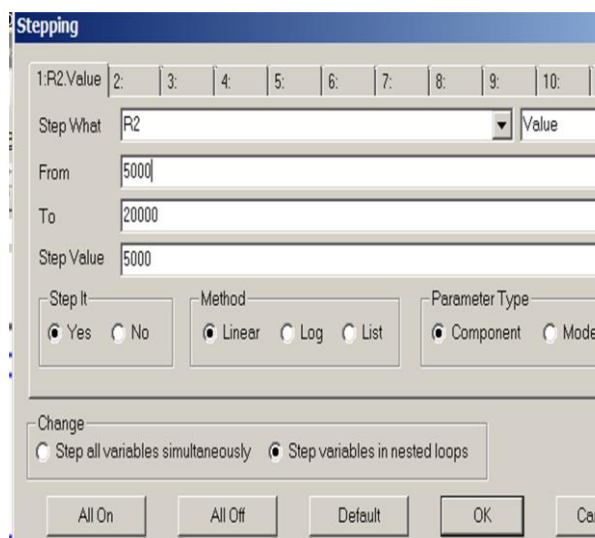 Stepping
1:R2.Value 2: 3: 4: 5: 6: 7: 8: 9: 10:
Step What R2 Value
From 5000
To 20000
Step Value 5000
Step It Method Parameter Type
Yes No Linear Log List Component Mode
Change
Step all variables simultaneously Step variables in nested loops
All On All Off Default OK Ca